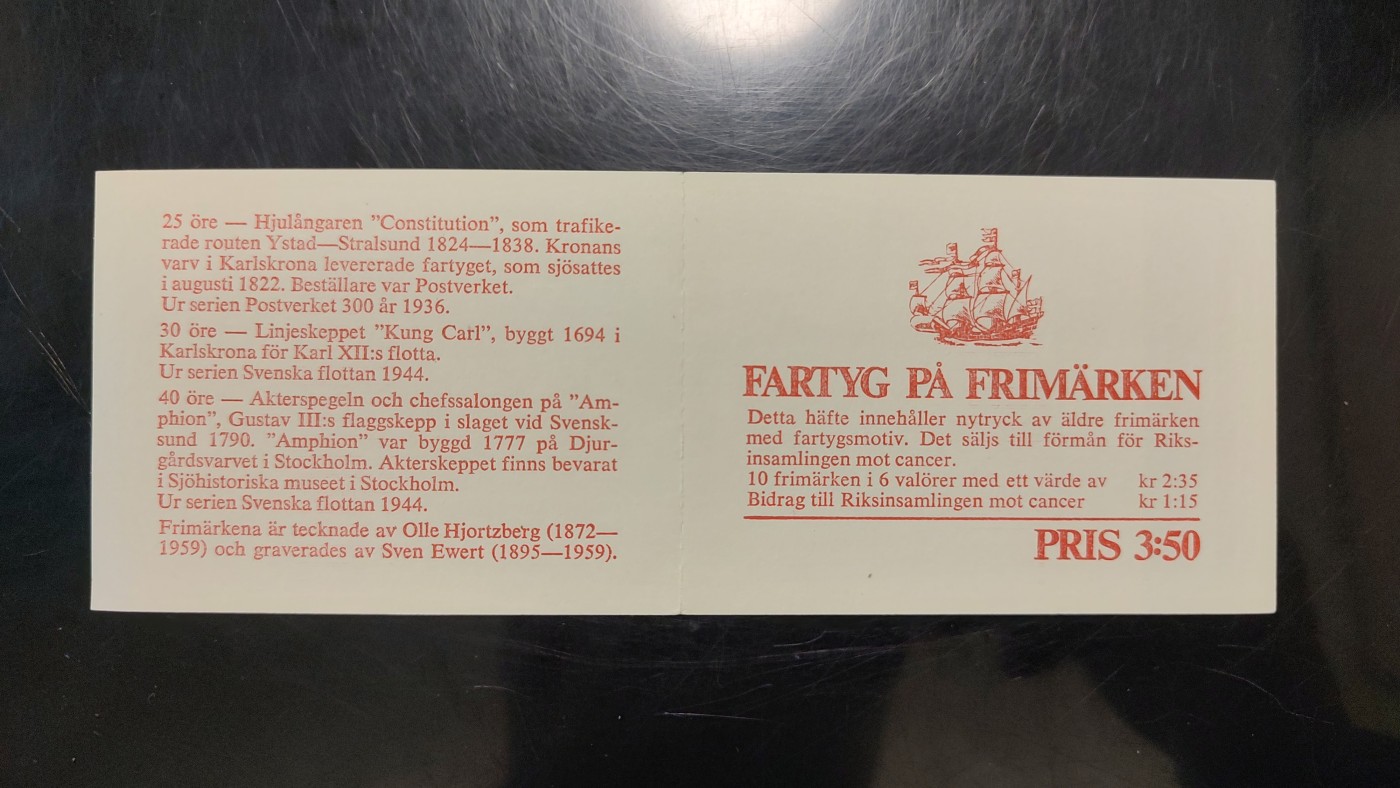 25 öre — Hjulångaren ”Constitution”, som trafike-
rade routen Ystad—Stralsund 1824—1838. Kronans
varv i Karlskrona levererade fartyget, som sjösattes
i augusti 1822. Beställare var Postverket.
Ur serien Postverket 300 år 1936.
30 öre — Linjeskeppet ”Kung Carl”, byggt 1694 i
Karlskrona för Karl XII:s flotta.
Ur serien Svenska flottan 1944.
40 öre — Akterspegeln och chefssalongen på ”Am-
phion”, Gustav III:s flaggskepp i slaget vid Svensk-
sund 1790. ”Amphion” var byggd 1777 på Djur-
gårdsvarvet i Stockholm. Akterskeppet finns bevarat
i Sjöhistoriska museet i Stockholm.
Ur serien Svenska flottan 1944.
Frimärkena är tecknade av Olle Hjortzberg (1872—
1959) och graverades av Sven Ewert (1895—1959).
FARTYG PÅ FRIMÄRKEN
Detta häfte innehåller nytryck av äldre frimärken
med fartygsmotiv. Det säljs till förmån för Riks-
insamlingen mot cancer.
10 frimärken i 6 valörer med ett värde av kr 2:35
Bidrag till Riksinsamlingen mot cancer kr 1:15
PRIS 3:50